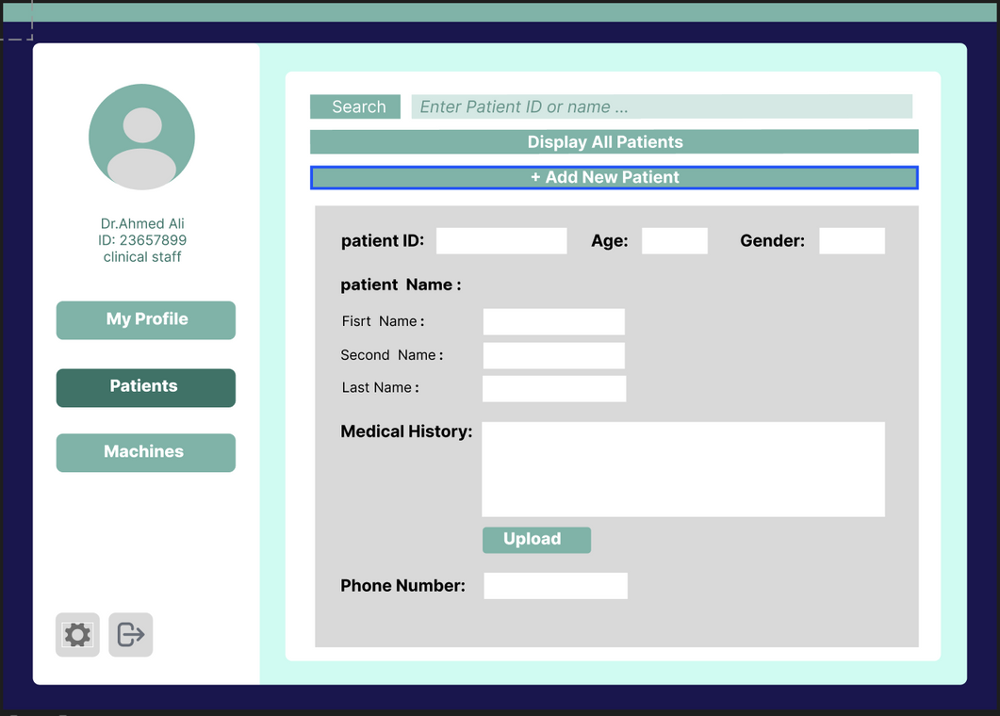 Dr.Ahmed Ali
ID: 23657899
clinical staff
My Profile
Patients
Machines
Search Enter Patient ID or name ...
Display All Patients
+ Add New Patient
patient ID: Age: Gender:
patient Name :
Fisrt Name :
Second Name :
Last Name :
Medical History:
Upload
Phone Number: